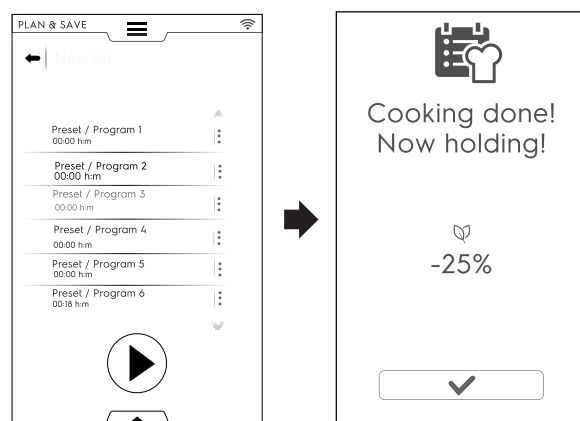 PLAN & SAVE
New list
Preset / Program 1
00:00 h:m
Preset / Program 2
00:00 h:m
Preset / Program 3
00:00 h:m
Preset / Program 4
00:00 h:m
Preset / Program 5
00:00 h:m
Preset / Program 6
00:18 h:m
Cooking done!
Now holding!
-25%